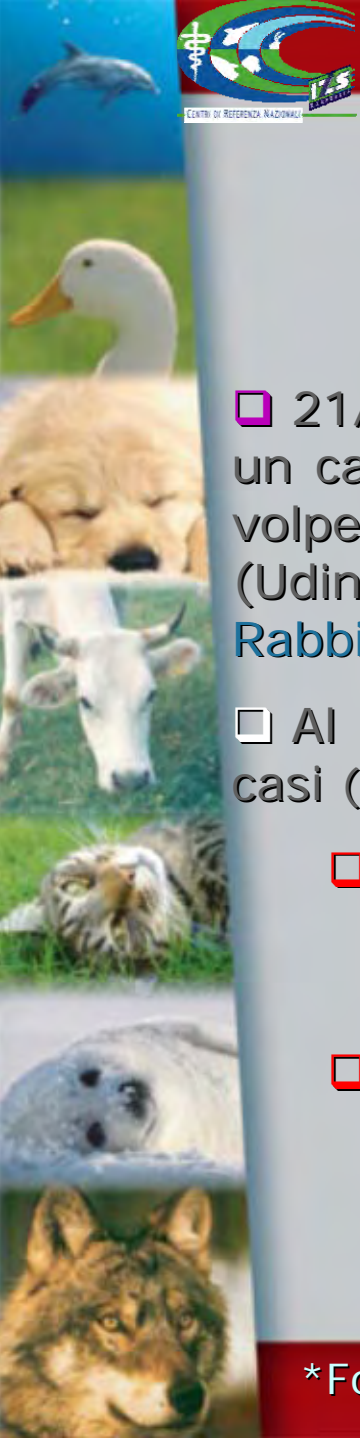 CENTRI DI REFERENZA NAZIONALI
IZS
21/
un ca
volpe
(Udin
Rabbi
Al
casi (
*Fo